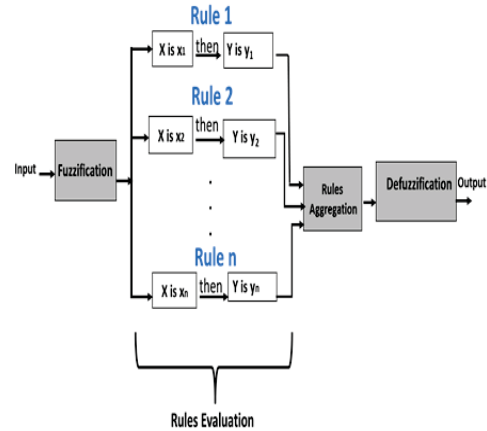 Rule 1
X is x1
then
Y is y1
Rule 2
X is x2
then
Y is y2
Input
Fuzzification
Rules
Aggregation
Defuzzification
Output
Rule n
X is xn
then
Y is yn
Rules Evaluation